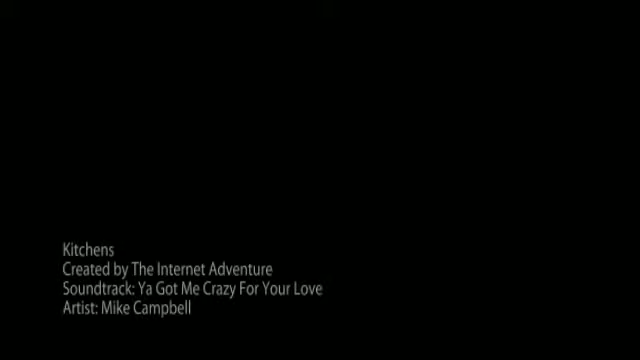 Kitchens
Created by The Internet Adventure
Soundtrack: Ya Got Me Crazy For Your Love
Artist: Mike Campbell